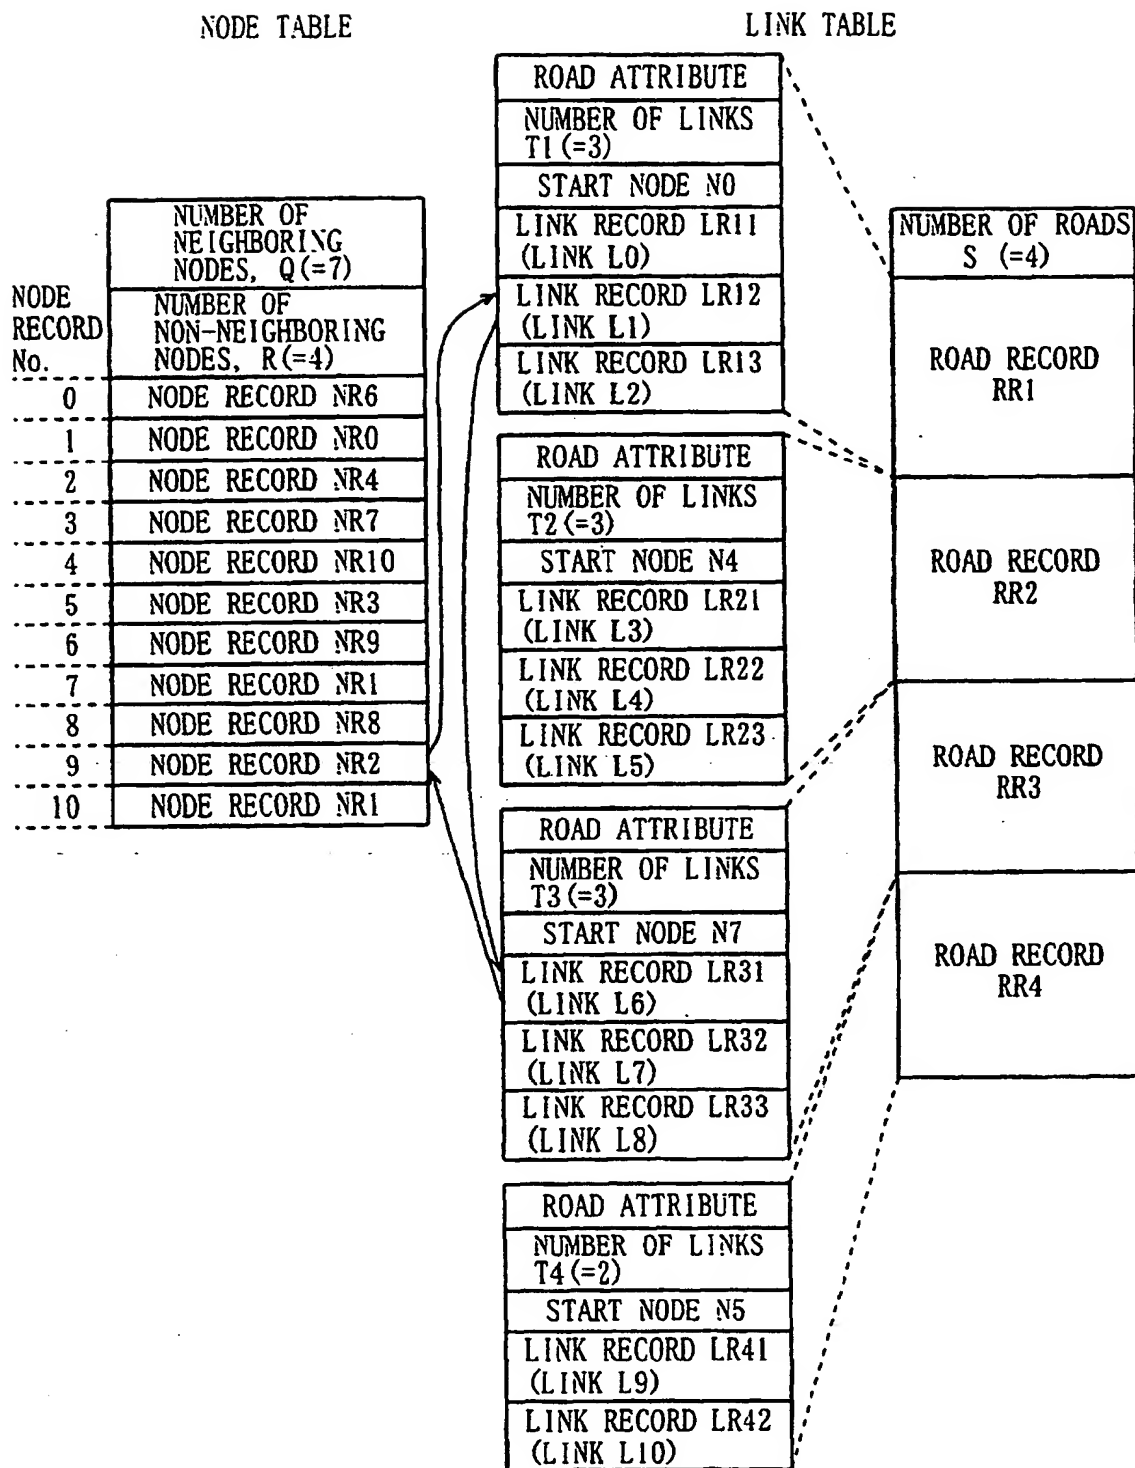 NODE TABLE
LINK TABLE
NUMBER OF
NEIGHBORING
NODES, Q(=7)
NODE
RECORD
No.
NUMBER OF
NON-NEIGHBORING
NODES, R(=4)
0 NODE RECORD NR6
1 NODE RECORD NR0
2 NODE RECORD NR4
3 NODE RECORD NR7
4 NODE RECORD NR10
5 NODE RECORD NR3
6 NODE RECORD NR9
7 NODE RECORD NR1
8 NODE RECORD NR8
9 NODE RECORD NR2
10 NODE RECORD NR1
ROAD ATTRIBUTE
NUMBER OF LINKS
T1(=3)
START NODE N0
LINK RECORD LR11
(LINK L0)
LINK RECORD LR12
(LINK L1)
LINK RECORD LR13
(LINK L2)
ROAD ATTRIBUTE
NUMBER OF LINKS
T2(=3)
START NODE N4
LINK RECORD LR21
(LINK L3)
LINK RECORD LR22
(LINK L4)
LINK RECORD LR23
(LINK L5)
ROAD ATTRIBUTE
NUMBER OF LINKS
T3(=3)
START NODE N7
LINK RECORD LR31
(LINK L6)
LINK RECORD LR32
(LINK L7)
LINK RECORD LR33
(LINK L8)
ROAD ATTRIBUTE
NUMBER OF LINKS
T4(=2)
START NODE N5
LINK RECORD LR41
(LINK L9)
LINK RECORD LR42
(LINK L10)
NUMBER OF ROADS
S (=4)
ROAD RECORD
RR1
ROAD RECORD
RR2
ROAD RECORD
RR3
ROAD RECORD
RR4